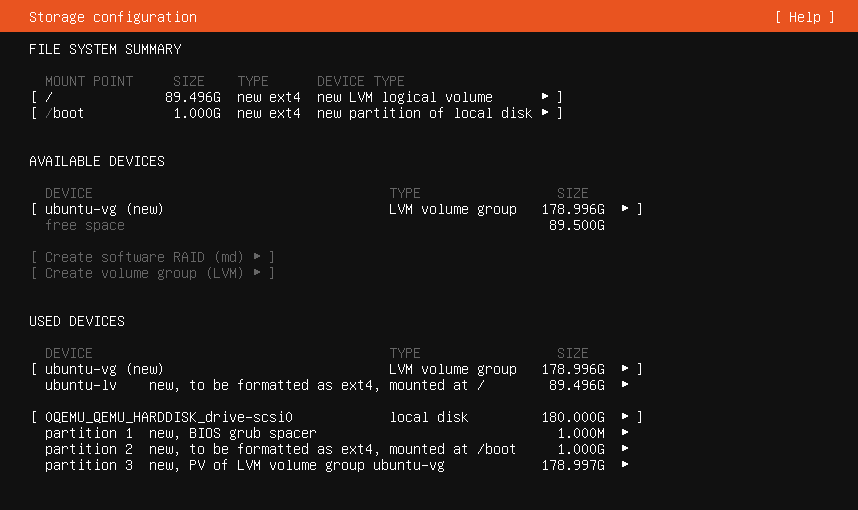 Storage configuration [ Help ]
FILE SYSTEM SUMMARY
MOUNT POINT SIZE TYPE DEVICE TYPE
[ / 89.496G new ext4 new LVM logical volume ▸ ]
[ /boot 1.000G new ext4 new partition of local disk ▸ ]
AVAILABLE DEVICES
DEVICE TYPE SIZE
[ ubuntu-vg (new) LVM volume group 178.996G ▸ ]
free space 89.500G
[ Create software RAID (md) ▸ ]
[ Create volume group (LVM) ▸ ]
USED DEVICES
DEVICE TYPE SIZE
[ ubuntu-vg (new) LVM volume group 178.996G ▸ ]
ubuntu-lv new, to be formatted as ext4, mounted at / 89.496G ▸
[ 0QEMU_QEMU_HARDDISK_drive-scsi0 local disk 180.000G ▸ ]
partition 1 new, BIOS grub spacer 1.000M ▸
partition 2 new, to be formatted as ext4, mounted at /boot 1.000G ▸
partition 3 new, PV of LVM volume group ubuntu-vg 178.997G ▸